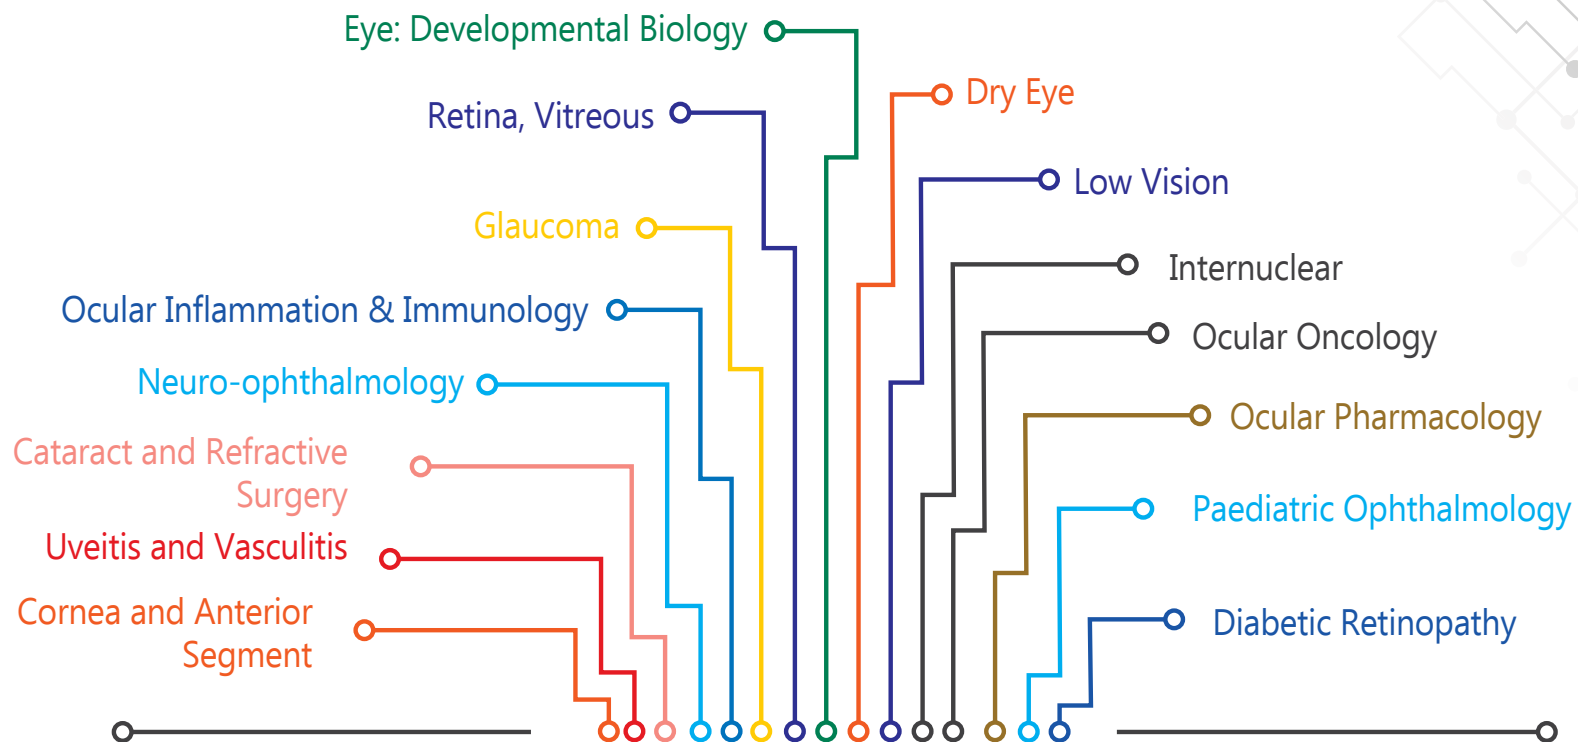 Eye: Developmental Biology
Dry Eye
Retina, Vitreous
Low Vision
Glaucoma
Internuclear
Ocular Inflammation & Immunology
Ocular Oncology
Neuro-ophthalmology
Ocular Pharmacology
Cataract and Refractive
Surgery
Paediatric Ophthalmology
Uveitis and Vasculitis
Cornea and Anterior
Segment
Diabetic Retinopathy